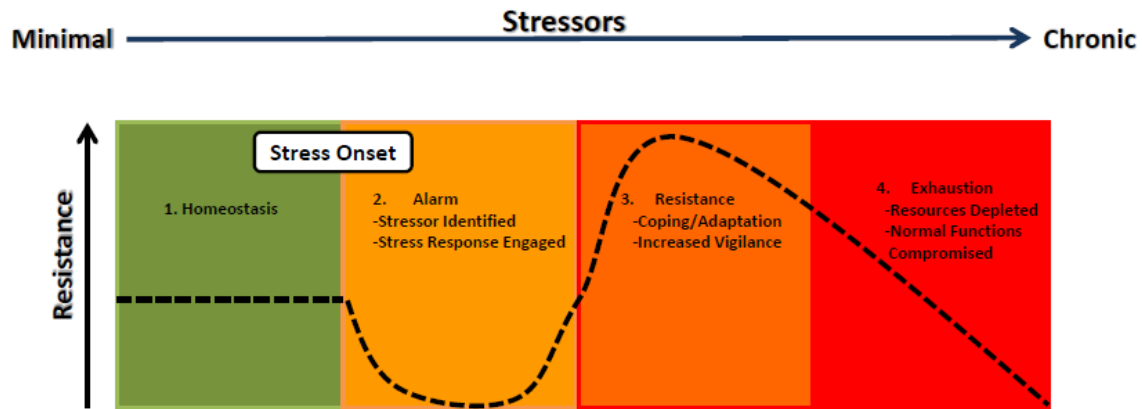 Stressors
Minimal
Chronic
Resistance
Stress Onset
1. Homeostasis
2. Alarm
-Stressor Identified
-Stress Response Engaged
3. Resistance
-Coping/Adaptation
-Increased Vigilance
4. Exhaustion
-Resources Depleted
-Normal Functions
Compromised